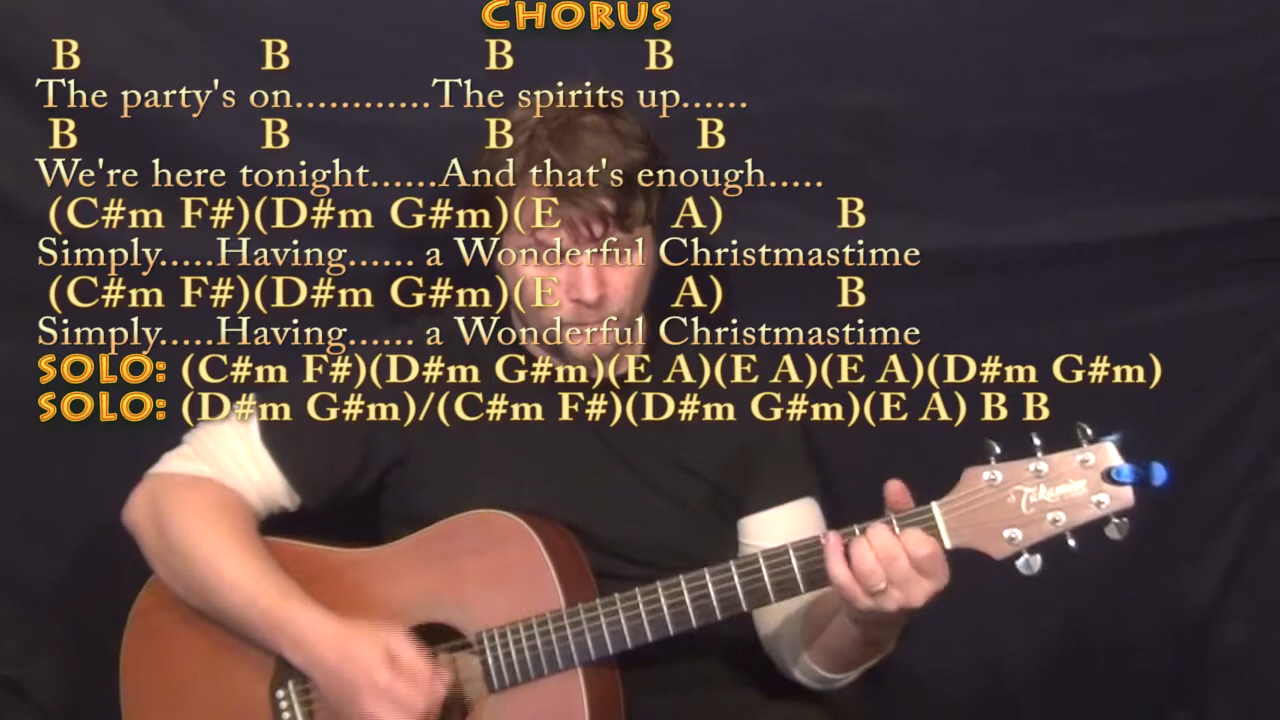 CHORUS
B B B B
The party's on............The spirits up......
B B B B
We're here tonight......And that's enough.....
(C#m F#)(D#m G#m)(E A) B
Simply.....Having...... a Wonderful Christmastime
(C#m F#)(D#m G#m)(E A) B
Simply.....Having...... a Wonderful Christmastime
SOLO: (C#m F#)(D#m G#m)(E A)(E A)(E A)(D#m G#m)
SOLO: (D#m G#m)/(C#m F#)(D#m G#m)(E A) B B
Takamine